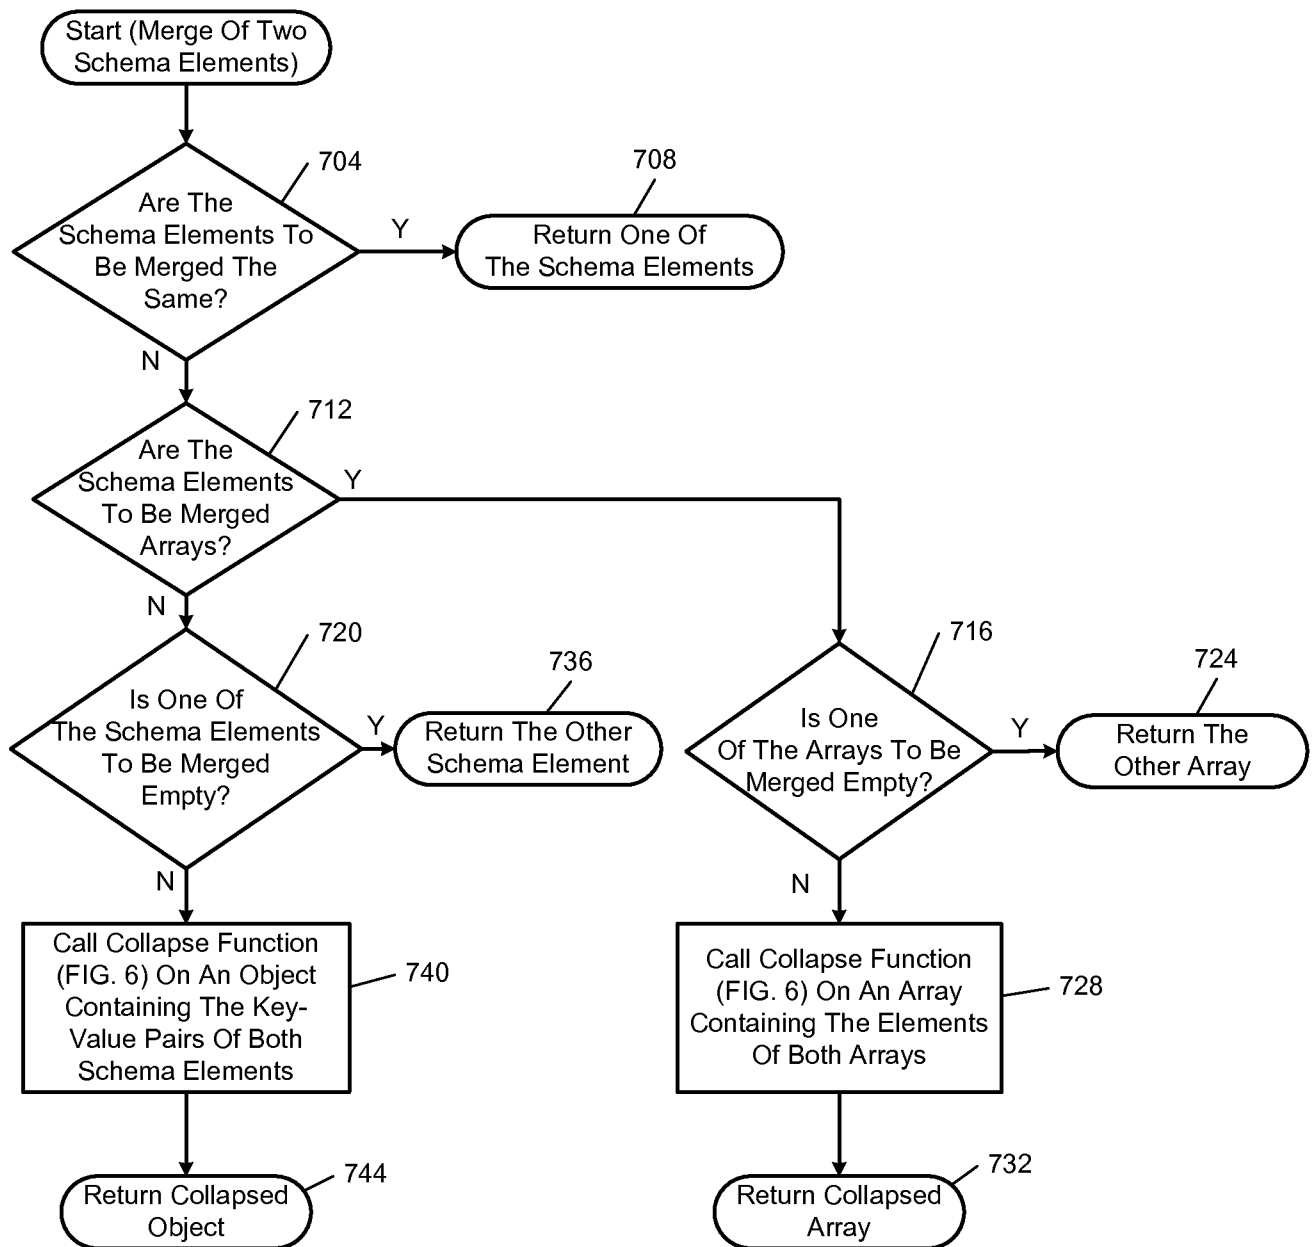 Start (Merge Of Two
Schema Elements)
704
Are The
Schema Elements To
Be Merged The
Same?
Y
708
Return One Of
The Schema Elements
N
712
Are The
Schema Elements
To Be Merged
Arrays?
Y
N
720
Is One Of
The Schema Elements
To Be Merged
Empty?
Y
736
Return The Other
Schema Element
716
Is One
Of The Arrays To Be
Merged Empty?
Y
724
Return The
Other Array
N
Call Collapse Function
(FIG. 6) On An Object
Containing The Key-
Value Pairs Of Both
Schema Elements
740
N
Call Collapse Function
(FIG. 6) On An Array
Containing The Elements
Of Both Arrays
728
744
Return Collapsed
Object
732
Return Collapsed
Array